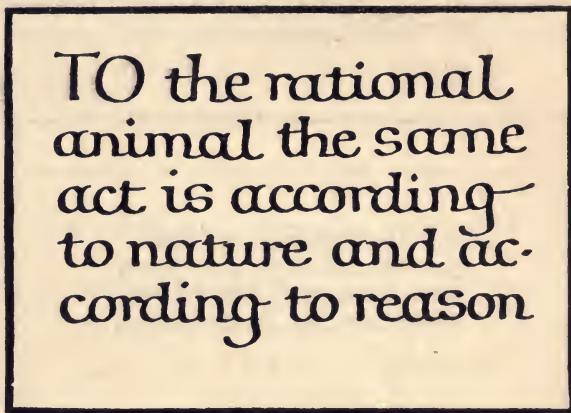 TO the rational
animal the same
act is according
to nature and ac-
cording to reason